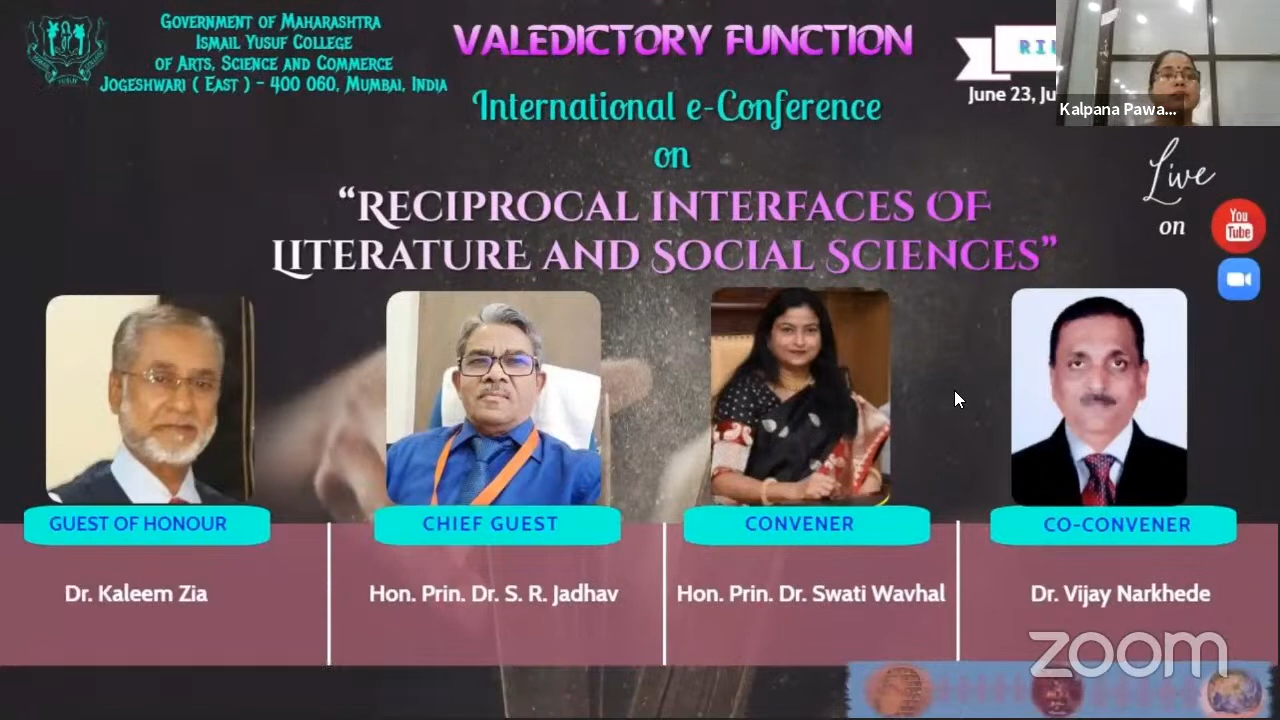 Government of Maharashtra
Ismail Yusuf College
of Arts, Science and Commerce
Jogeshwari ( East ) – 400 060, Mumbai, India
Valedictory Function
International e-Conference
on
“Reciprocal Interfaces of
Literature and Social Sciences”
June 23,
Kalpana Pawa...
Live
on
You
Tube
GUEST OF HONOUR
CHIEF GUEST
CONVENER
CO-CONVENER
Dr. Kaleem Zia
Hon. Prin. Dr. S. R. Jadhav
Hon. Prin. Dr. Swati Wavhal
Dr. Vijay Narkhede
zoom